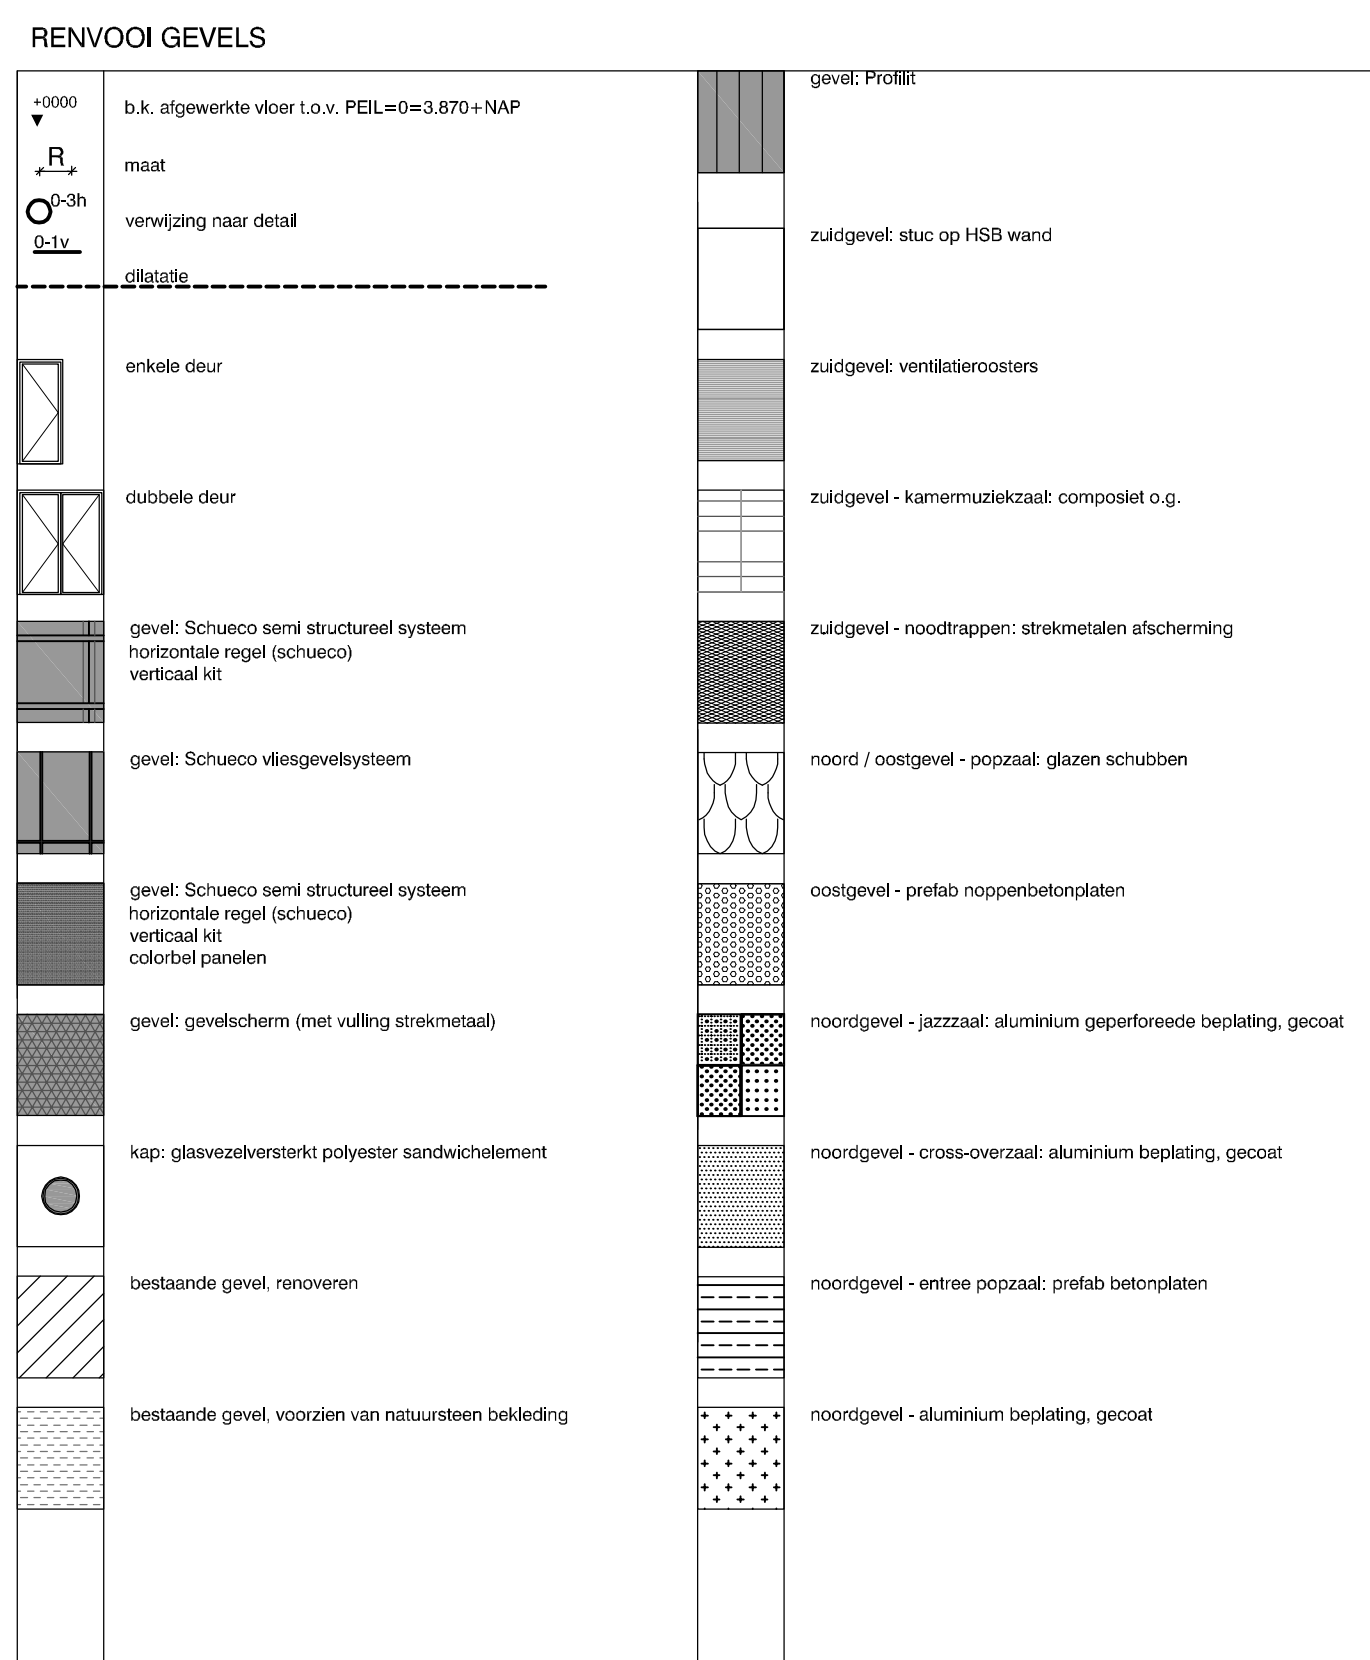 RENVOOI GEVELS
+0000
b.k. afgewerkte vloer t.o.v. PEIL=0=3.870+NAP
R
maat
0-3h
verwijzing naar detail
0-1v
dilatatie
enkele deur
dubbele deur
gevel: Schueco semi structureel systeem
horizontale regel (schueco)
verticaal kit
gevel: Schueco vliesgevelsysteem
gevel: Schueco semi structureel systeem
horizontale regel (schueco)
verticaal kit
colorbel panelen
gevel: gevelscherm (met vulling strekmetaal)
kap: glasvezelversterkt polyester sandwichelement
bestaande gevel, renoveren
bestaande gevel, voorzien van natuursteen bekleding
gevel: Profilit
zuidgevel: stuc op HSB wand
zuidgevel: ventilatieroosters
zuidgevel - kamermuziekzaal: composiet o.g.
zuidgevel - noodtrappen: strekmetalen afscherming
noord / oostgevel - popzaal: glazen schubben
oostgevel - prefab noppenbetonplaten
noordgevel - jazzzaal: aluminium geperforeede beplating, gecoat
noordgevel - cross-overzaal: aluminium beplating, gecoat
noordgevel - entree popzaal: prefab betonplaten
noordgevel - aluminium beplating, gecoat